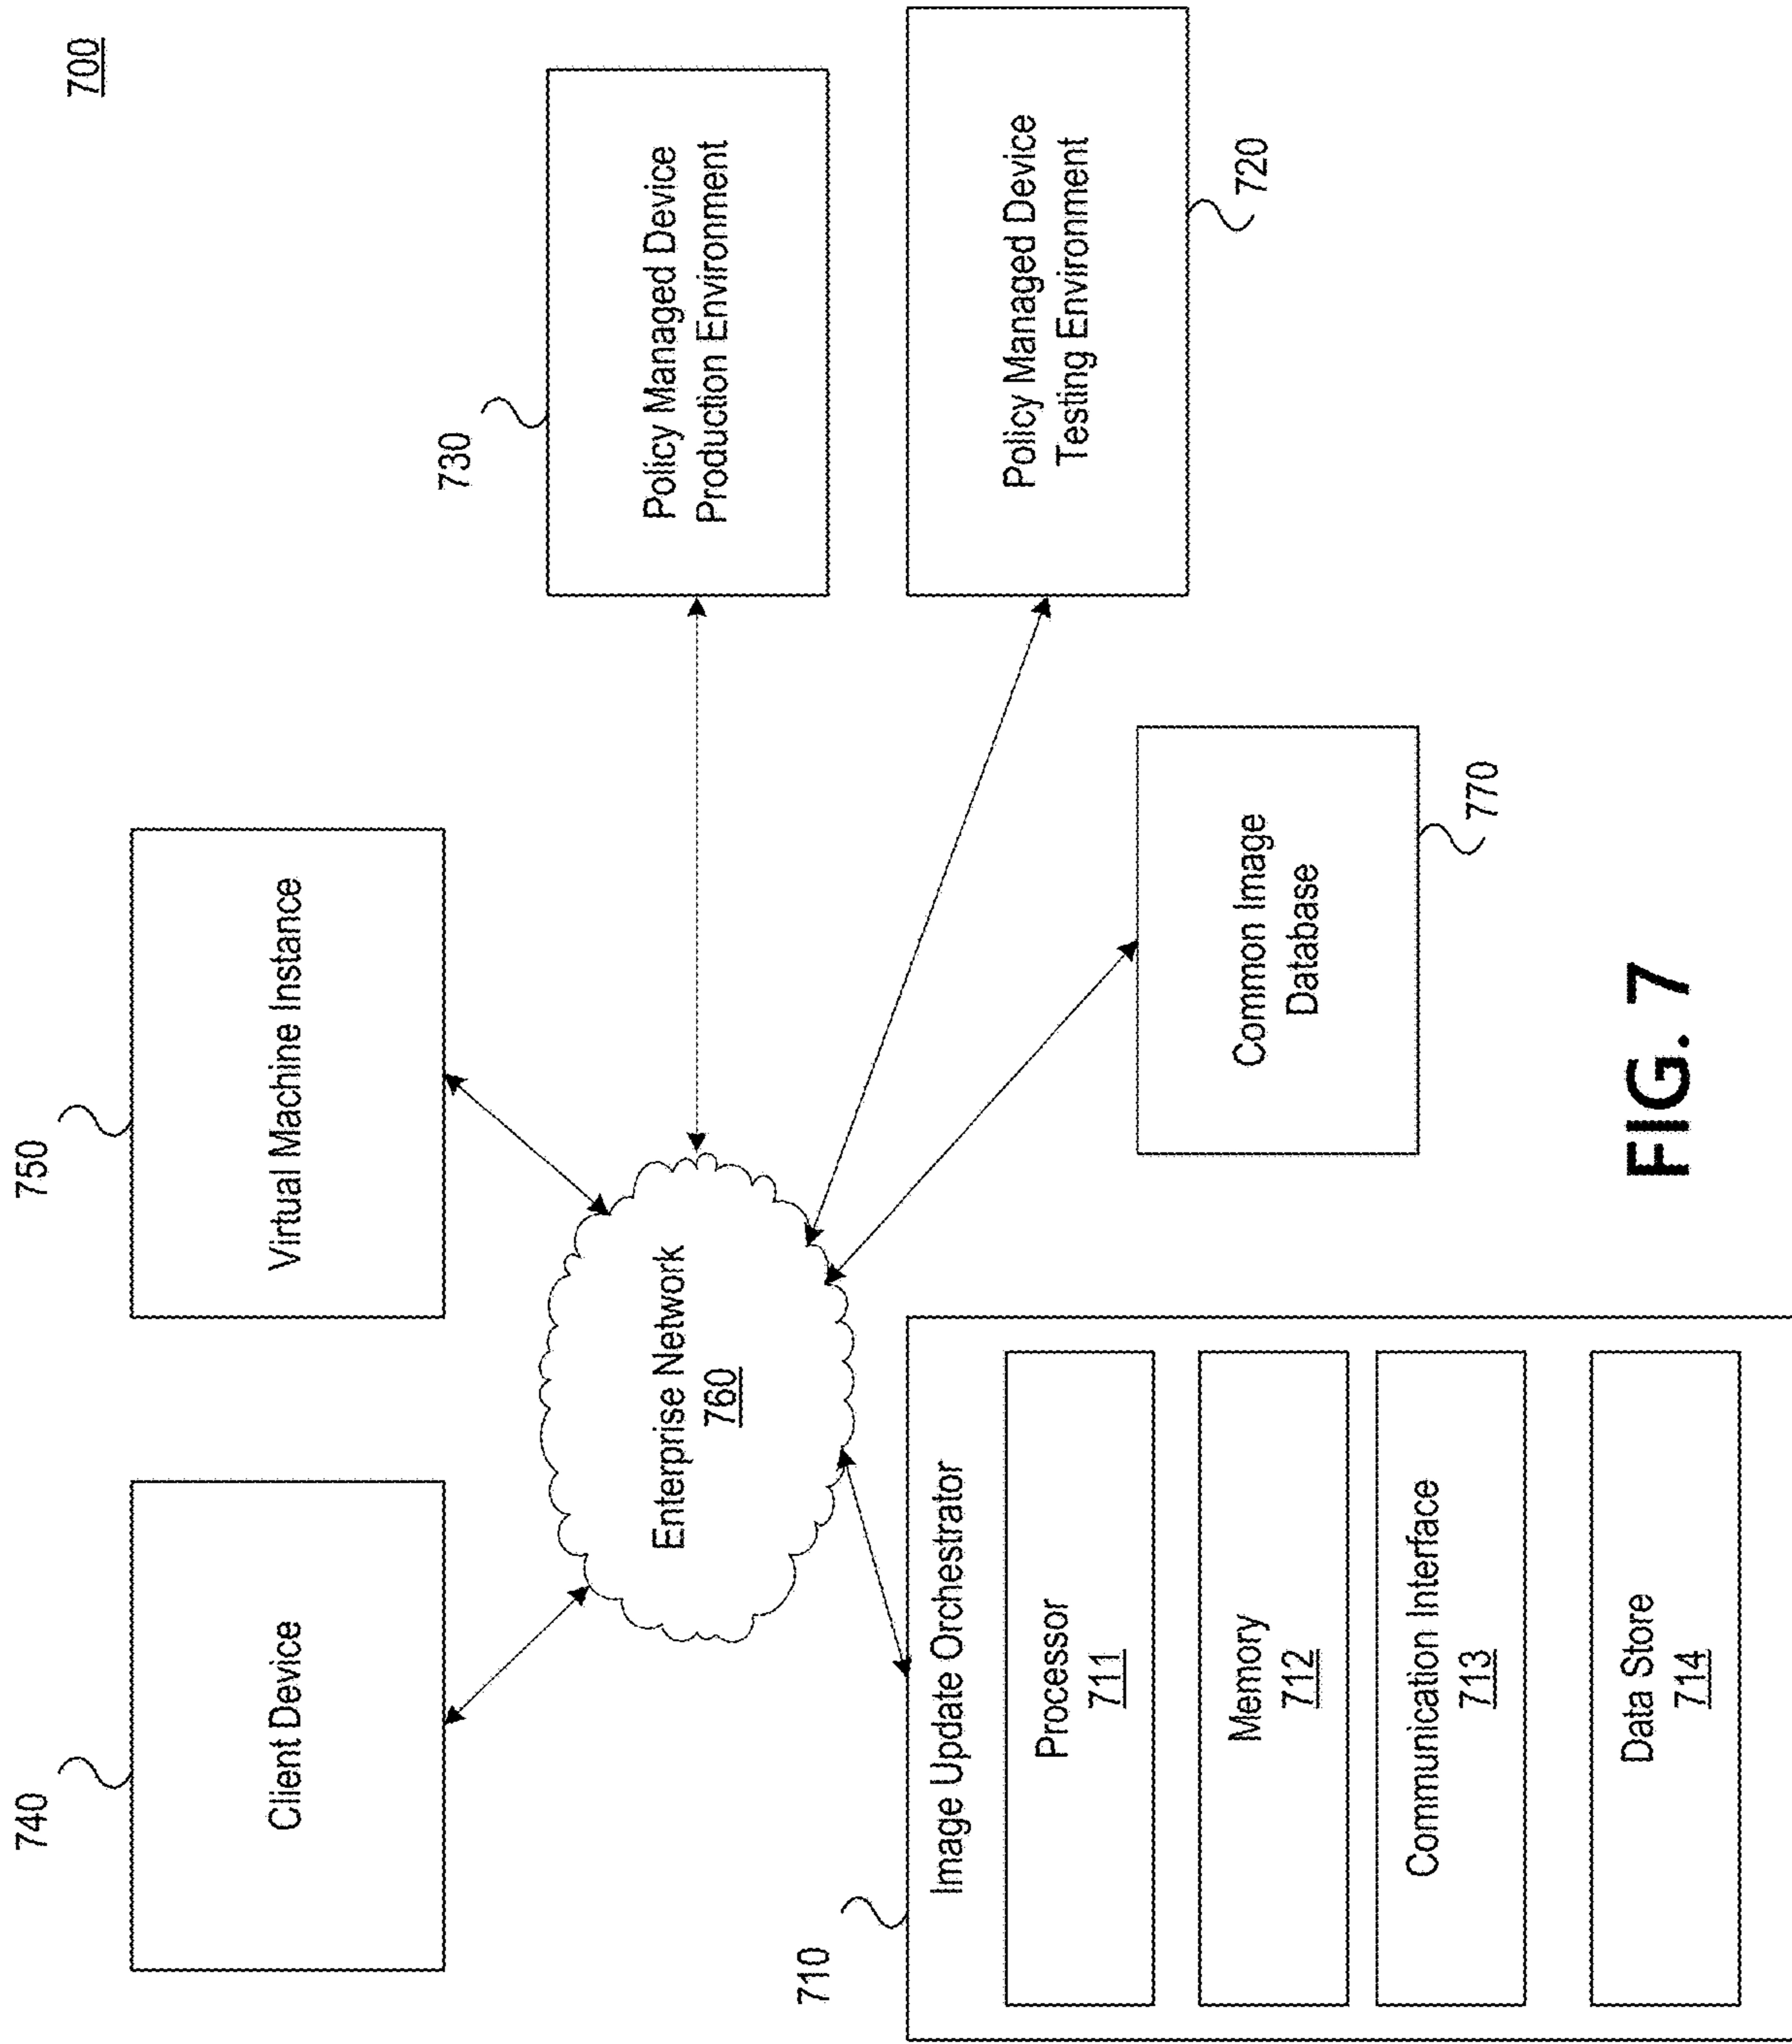 700
740
Client Device
750
Virtual Machine Instance
730
Policy Managed Device
Production Environment
Enterprise Network
760
Policy Managed Device
Testing Environment
720
710
Image Update Orchestrator
Processor
711
Memory
712
Communication Interface
713
Data Store
714
Common Image
Database
770
FIG. 7